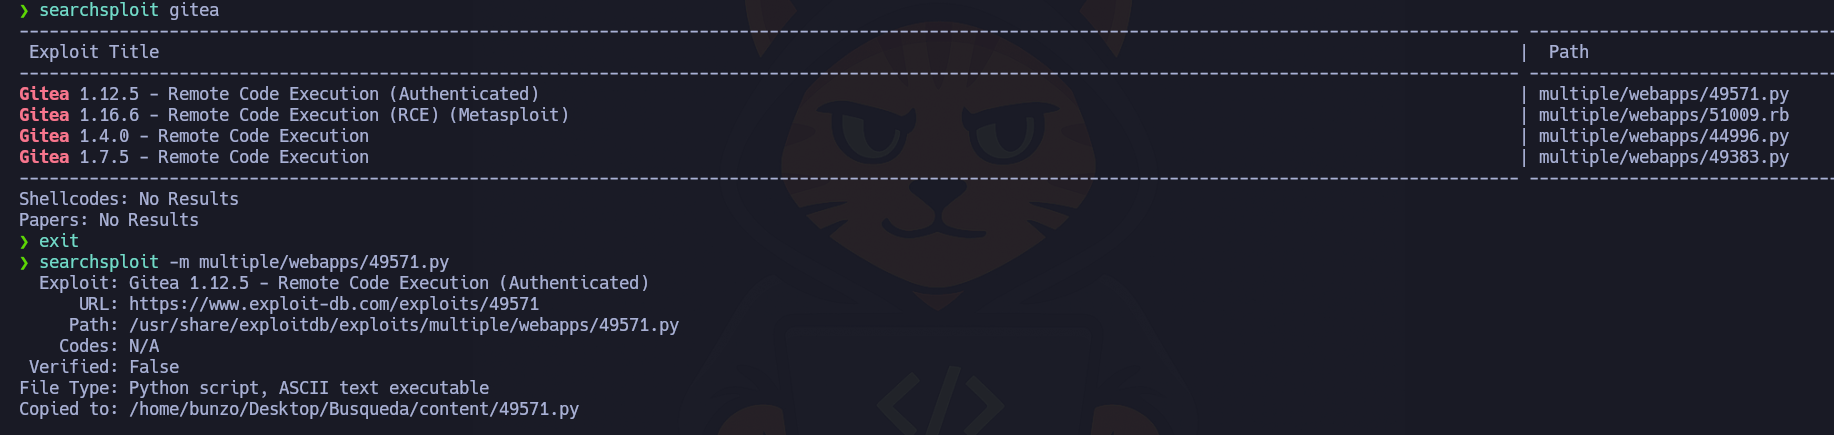 ❯ searchsploit gitea
---------------------------------------------------------------------------------------------------------------------------------------------------- -------------------------------
Exploit Title | Path
---------------------------------------------------------------------------------------------------------------------------------------------------- -------------------------------
Gitea 1.12.5 - Remote Code Execution (Authenticated) | multiple/webapps/49571.py
Gitea 1.16.6 - Remote Code Execution (RCE) (Metasploit) | multiple/webapps/51009.rb
Gitea 1.4.0 - Remote Code Execution | multiple/webapps/44996.py
Gitea 1.7.5 - Remote Code Execution | multiple/webapps/49383.py
---------------------------------------------------------------------------------------------------------------------------------------------------- -------------------------------
Shellcodes: No Results
Papers: No Results
❯ exit
❯ searchsploit -m multiple/webapps/49571.py
Exploit: Gitea 1.12.5 - Remote Code Execution (Authenticated)
URL: https://www.exploit-db.com/exploits/49571
Path: /usr/share/exploitdb/exploits/multiple/webapps/49571.py
Codes: N/A
Verified: False
File Type: Python script, ASCII text executable
Copied to: /home/bunzo/Desktop/Busqueda/content/49571.py
<//>